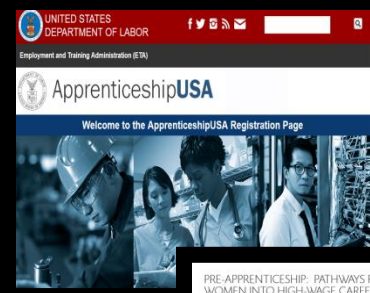 UNITED STATES
DEPARTMENT OF LABOR
Employment and Training Administration (ETA)
ApprenticeshipUSA
Welcome to the ApprenticeshipUSA Registration Page
PRE-APPRENTICESHIP: PATHWAYS F
WOMEN INTO HIGH-WAGE CAREE